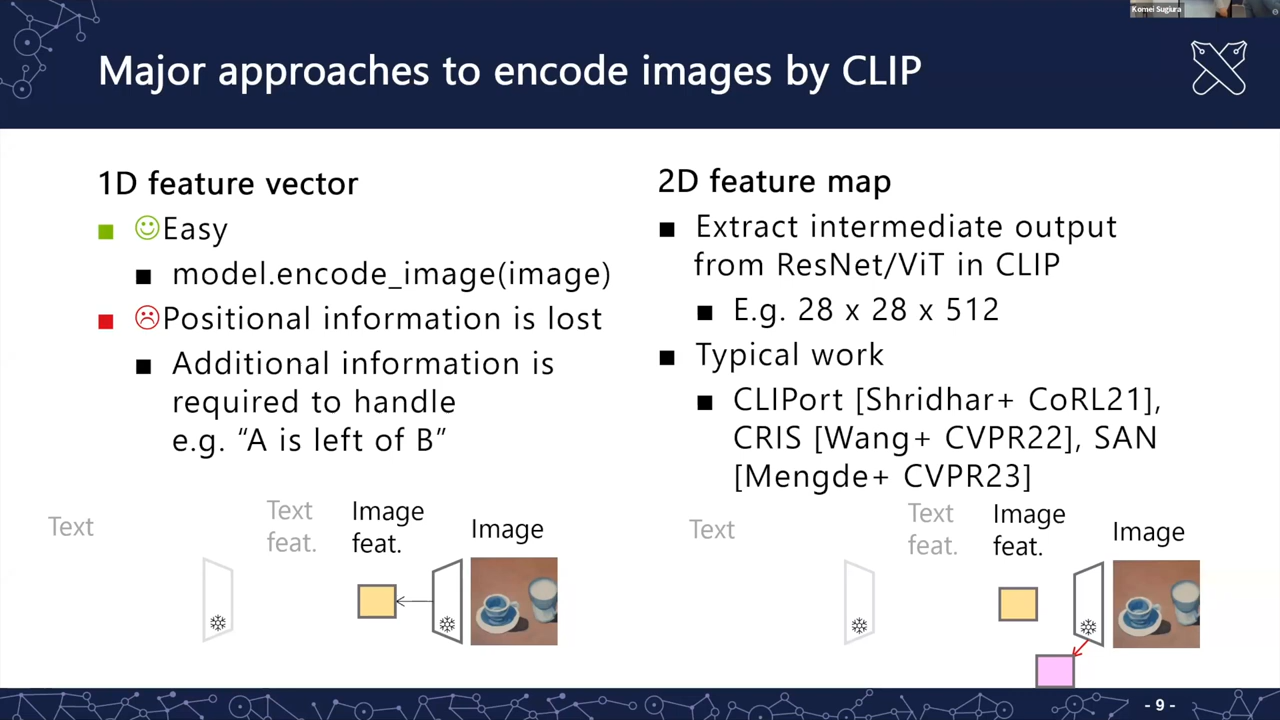 Komei Sugiura
Major approaches to encode images by CLIP
1D feature vector
☺Easy
model.encode_image(image)
☹Positional information is lost
Additional information is
required to handle
e.g. “A is left of B”
2D feature map
Extract intermediate output
from ResNet/ViT in CLIP
E.g. 28 x 28 x 512
Typical work
CLIPort [Shridhar+ CoRL21],
CRIS [Wang+ CVPR22], SAN
[Mengde+ CVPR23]
Text
Text
feat.
Image
feat.
Image
Text
Text
feat.
Image
feat.
Image
- 9 -